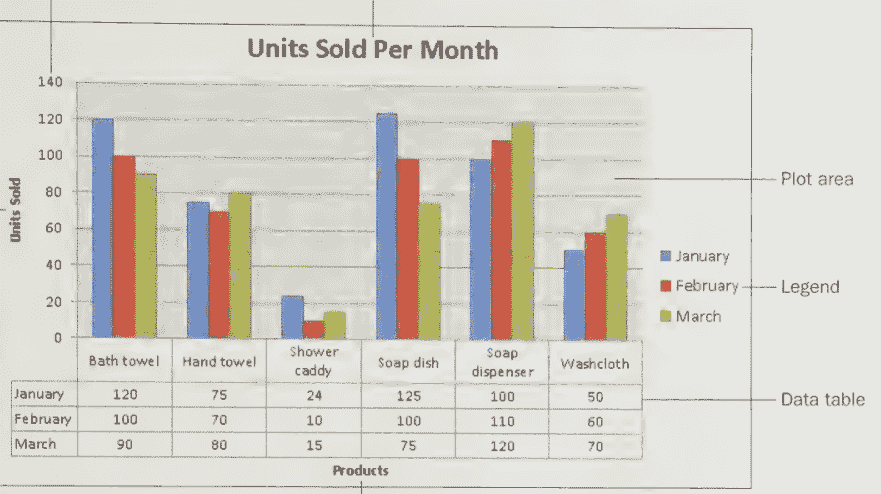 Units Sold Per Month
140
120
100
80
60
40
20
0
Units Sold
Plot area
January
February
March
Legend
Bath towel Hand towel Shower caddy Soap dish Soap dispenser Washcloth
January 120 75 24 125 100 50
February 100 70 10 100 110 60
March 90 80 15 75 120 70
Data table
Products